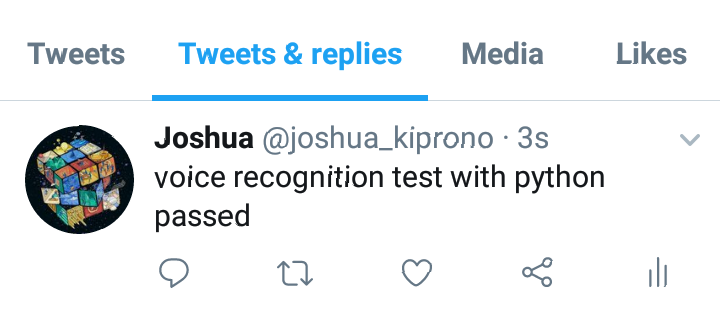 Tweets Tweets & replies Media Likes
Joshua @joshua_kiprono · 3s
voice recognition test with python
passed